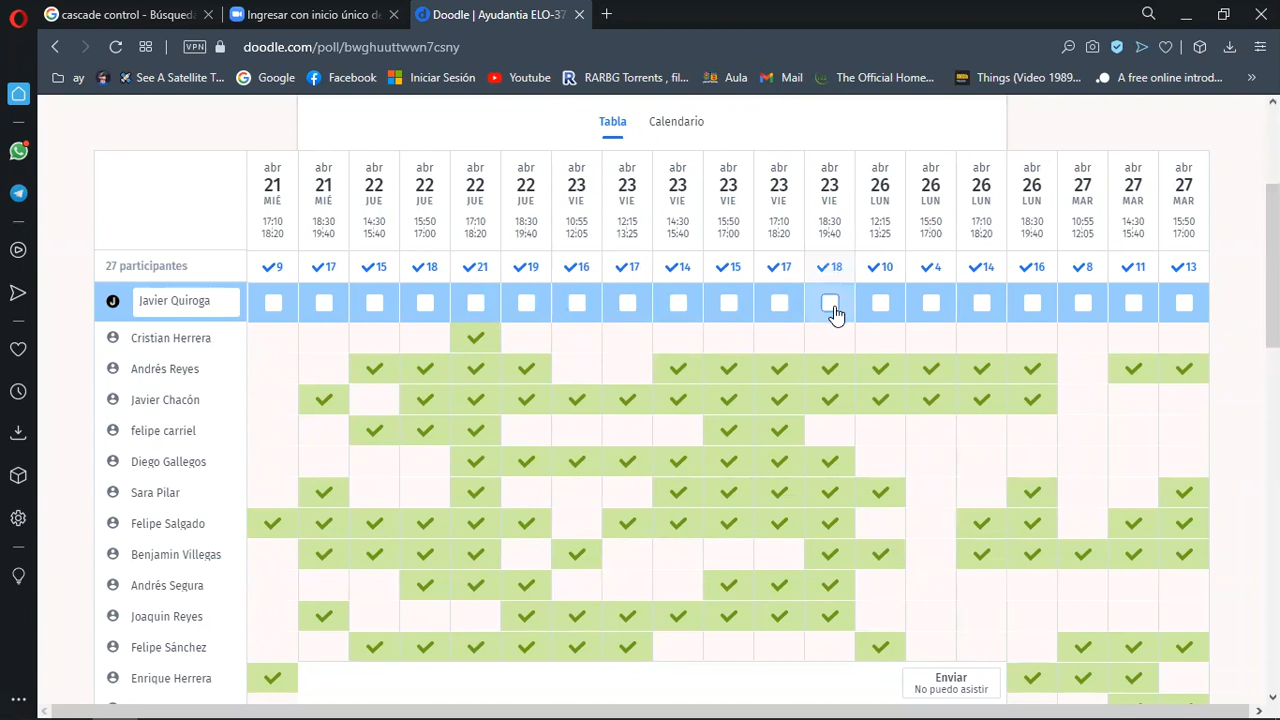 cascade control - Búsqued
Ingresar con inicio único de
Doodle | Ayudantia ELO-37
VPN
doodle.com/poll/bwghuuttwwn7csny
ay
See A Satellite T...
Google
Facebook
Iniciar Sesión
Youtube
RARBG Torrents , fil...
Aula
Mail
The Official Home...
Things (Video 1989...
A free online introd...
Tabla
Calendario
abr abr abr abr abr abr abr abr abr abr abr abr abr abr abr abr abr abr abr
21 21 22 22 22 22 23 23 23 23 23 23 26 26 26 26 27 27 27
MIÉ MIÉ JUE JUE JUE JUE VIE VIE VIE VIE VIE VIE LUN LUN LUN LUN MAR MAR MAR
17:10 18:30 14:30 15:50 17:10 18:30 10:55 12:15 14:30 15:50 17:10 18:30 12:15 15:50 17:10 18:30 10:55 14:30 15:50
18:20 19:40 15:40 17:00 18:20 19:40 12:05 13:25 15:40 17:00 18:20 19:40 13:25 17:00 18:20 19:40 12:05 15:40 17:00
27 participantes 9 17 15 18 21 19 16 17 14 15 17 18 10 4 14 16 8 11 13
J Javier Quiroga
Cristian Herrera
Andrés Reyes
Javier Chacón
felipe carriel
Diego Gallegos
Sara Pilar
Felipe Salgado
Benjamin Villegas
Andrés Segura
Joaquin Reyes
Felipe Sánchez
Enrique Herrera
Enviar
No puedo asistir